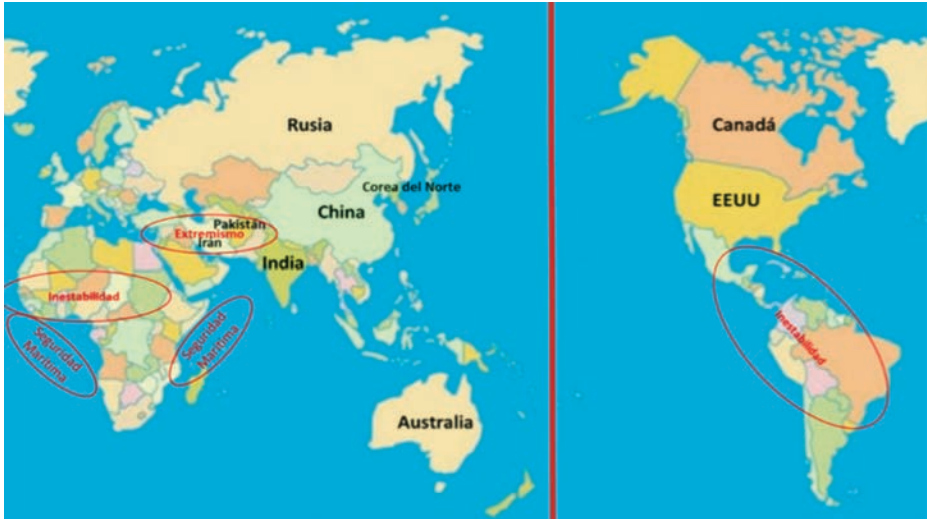 Rusia
Canadá
Corea del Norte
EEUU
China
Pakistán
Extremismo
Irán
India
Inestabilidad
Seguridad
Marítima
Seguridad
Marítima
Inestabilidad
Australia